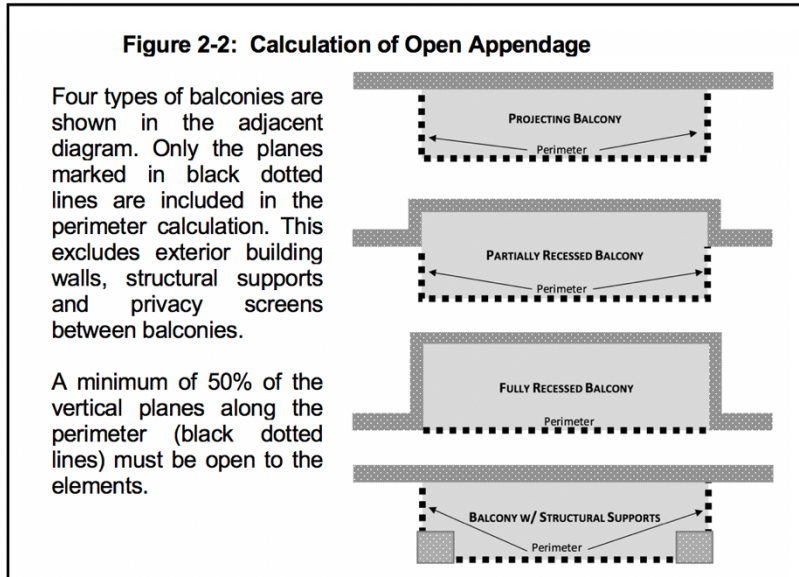 Figure 2-2:  Calculation of Open Appendage
Four types of balconies are
shown in the adjacent
diagram. Only the planes
marked in black dotted
lines are included in the
perimeter calculation. This
excludes exterior building
walls, structural supports
and privacy screens
between balconies.
A minimum of 50% of the
vertical planes along the
perimeter (black dotted
lines) must be open to the
elements.
PROJECTING BALCONY
Perimeter
PARTIALLY RECESSED BALCONY
Perimeter
FULLY RECESSED BALCONY
Perimeter
BALCONY W/ STRUCTURAL SUPPORTS
Perimeter